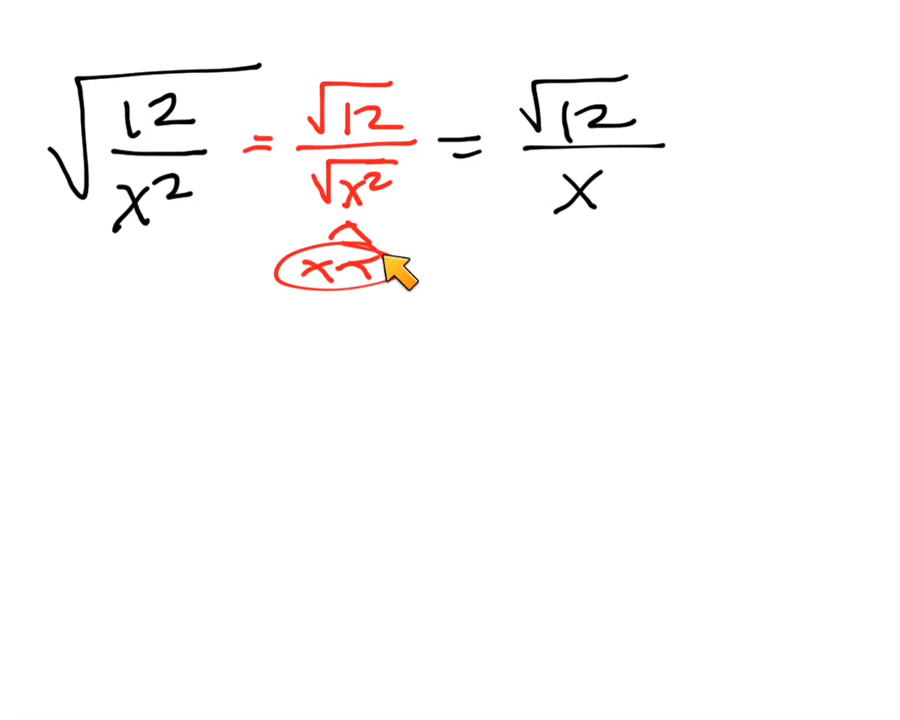 √(12/x²) = √12/√x² = √12/x
x x